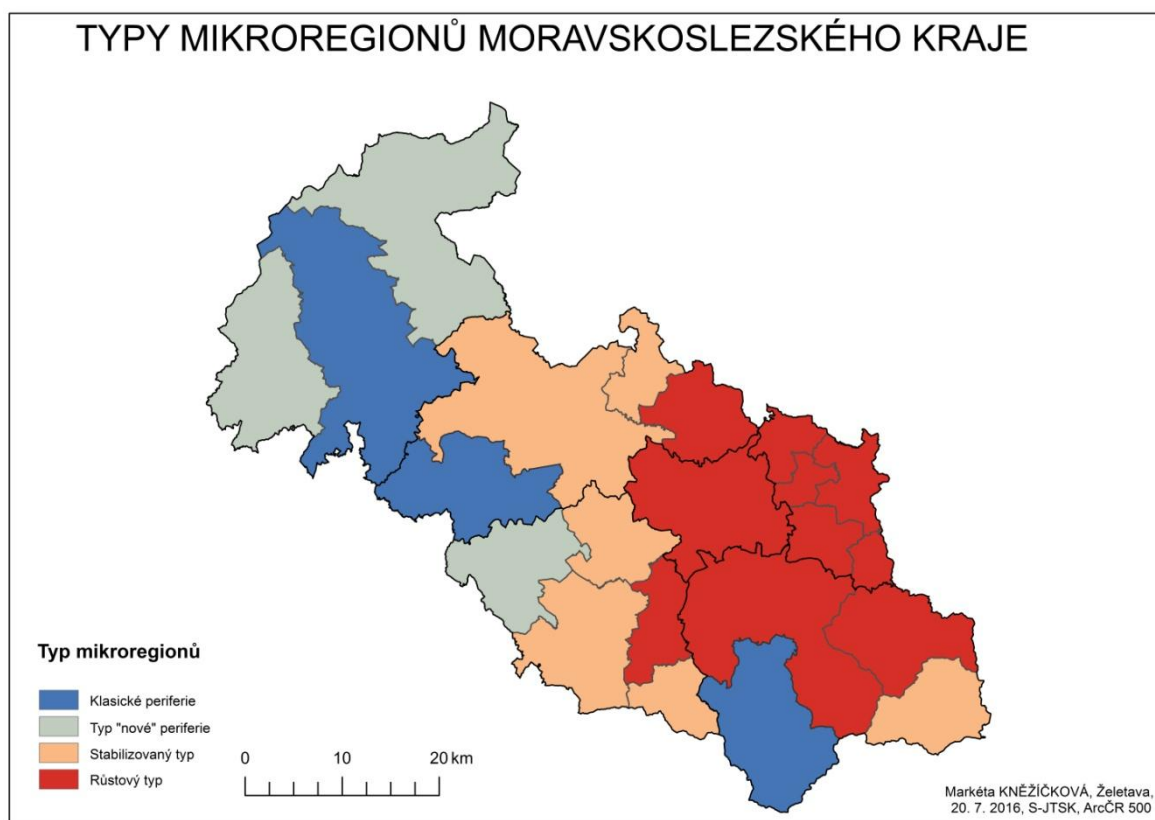 TYPY MIKROREGIONŮ MORAVSKOSLEZSKÉHO KRAJE
Typ mikroregionů
Klasické periferie
Typ "nové" periferie
Stabilizovaný typ
Růstový typ
0 10 20 km
Markéta KNĚŽÍČKOVÁ, Želetava,
20. 7. 2016, S-JTSK, ArcČR 500